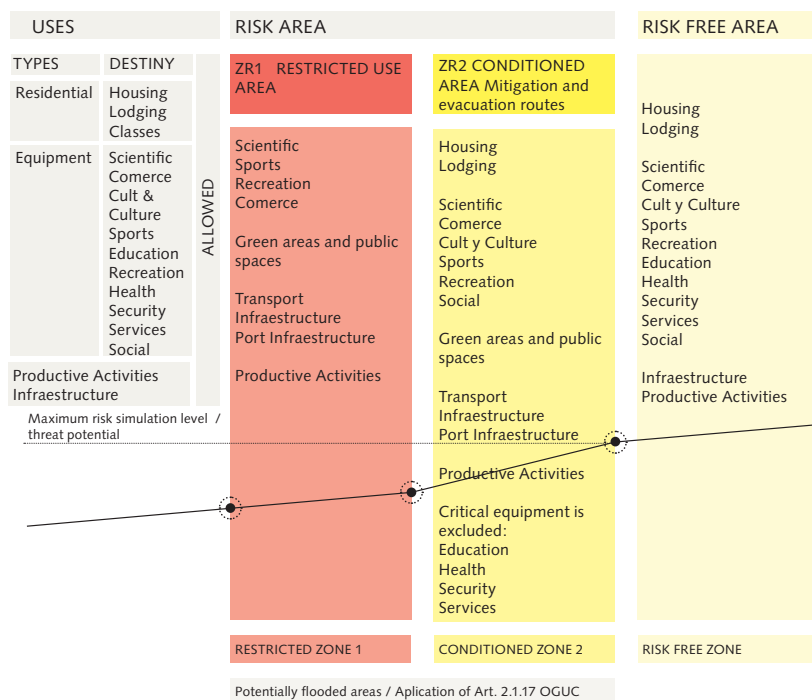 USES
RISK AREA
RISK FREE AREA
TYPES
DESTINY
Residential
Housing
Lodging
Classes
Equipment
Scientific
Comerce
Cult &
Culture
Sports
Education
Recreation
Health
Security
Services
Social
Productive Activities
Infraestructure
ALLOWED
ZR1 RESTRICTED USE
AREA
Scientific
Sports
Recreation
Comerce
Green areas and public
spaces
Transport
Infraestructure
Port Infraestructure
Productive Activities
ZR2 CONDITIONED
AREA Mitigation and
evacuation routes
Housing
Lodging
Scientific
Comerce
Cult y Culture
Sports
Recreation
Social
Green areas and public
spaces
Transport
Infraestructure
Port Infraestructure
Productive Activities
Critical equipment is
excluded:
Education
Health
Security
Services
Housing
Lodging
Scientific
Comerce
Cult y Culture
Sports
Recreation
Education
Health
Security
Services
Social
Infraestructure
Productive Activities
Maximum risk simulation level /
threat potential
RESTRICTED ZONE 1
CONDITIONED ZONE 2
RISK FREE ZONE
Potentially flooded areas / Aplication of Art. 2.1.17 OGUC